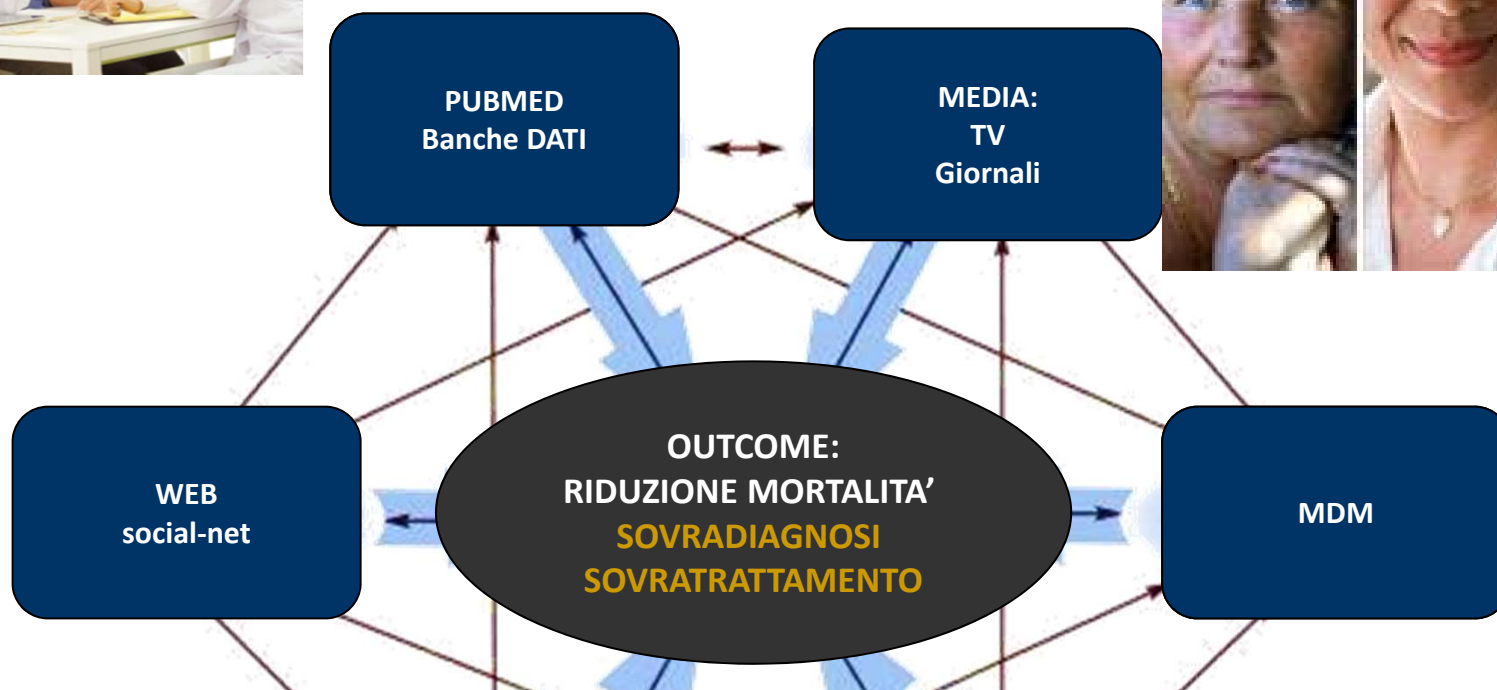 PUBMED
Banche DATI
MEDIA:
TV
Giornali
WEB
social-net
OUTCOME:
RIDUZIONE MORTALITA’
SOVRADIAGNOSI
SOVRATRATTAMENTO
MDM